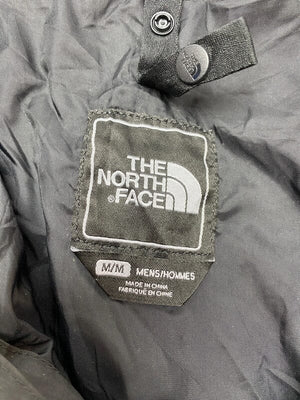 THE
NORTH
FACE
®
M/M MENS/HOMMES
MADE IN CHINA
FABRIQUÉ EN CHINE